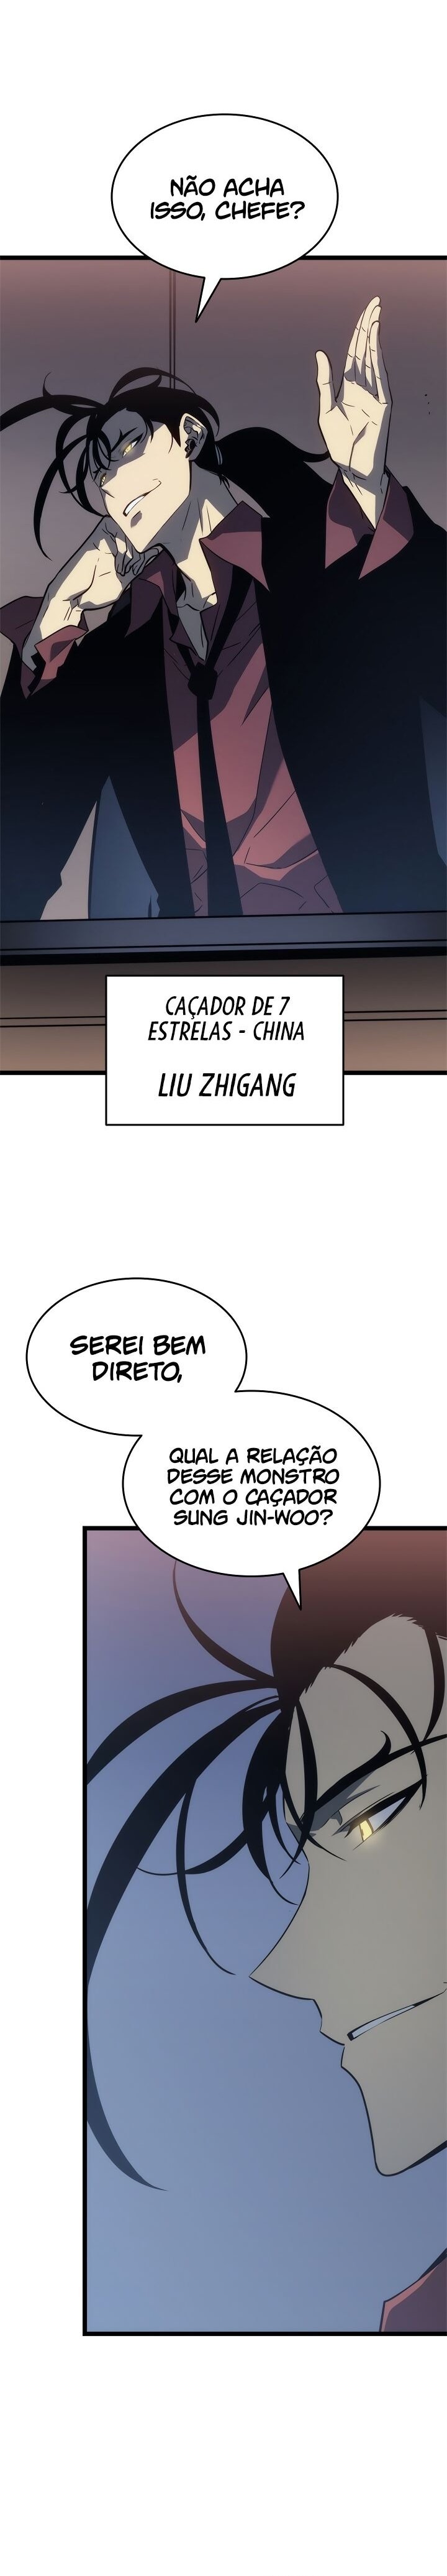 NÃO ACHA
ISSO, CHEFE?
CAÇADOR DE 7
ESTRELAS - CHINA
LIU ZHIGANG
SEREI BEM
DIRETO,
QUAL A RELAÇÃO
DESSE MONSTRO
COM O CAÇADOR
SUNG JIN-WOO?